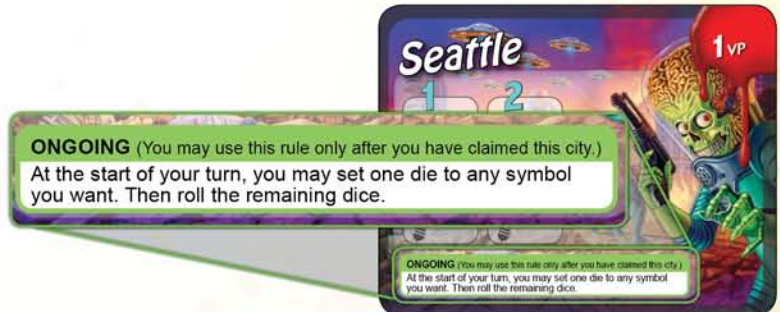 Seattle
1 VP
1 2
ONGOING (You may use this rule only after you have claimed this city.)
At the start of your turn, you may set one die to any symbol
you want. Then roll the remaining dice.
ONGOING (You may use this rule only after you have claimed this city.)
At the start of your turn, you may set one die to any symbol
you want. Then roll the remaining dice.